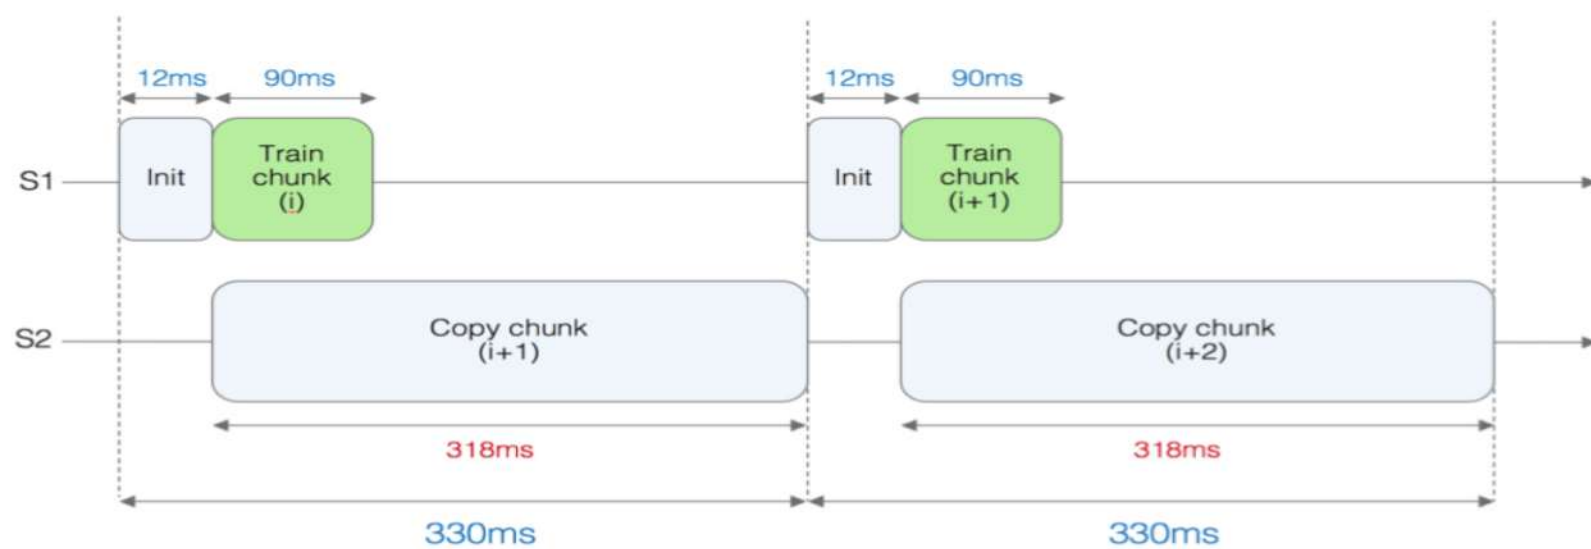 12ms
90ms
12ms
90ms
S1
Init
Train
chunk
(i)
Init
Train
chunk
(i+1)
S2
Copy chunk
(i+1)
Copy chunk
(i+2)
318ms
318ms
330ms
330ms